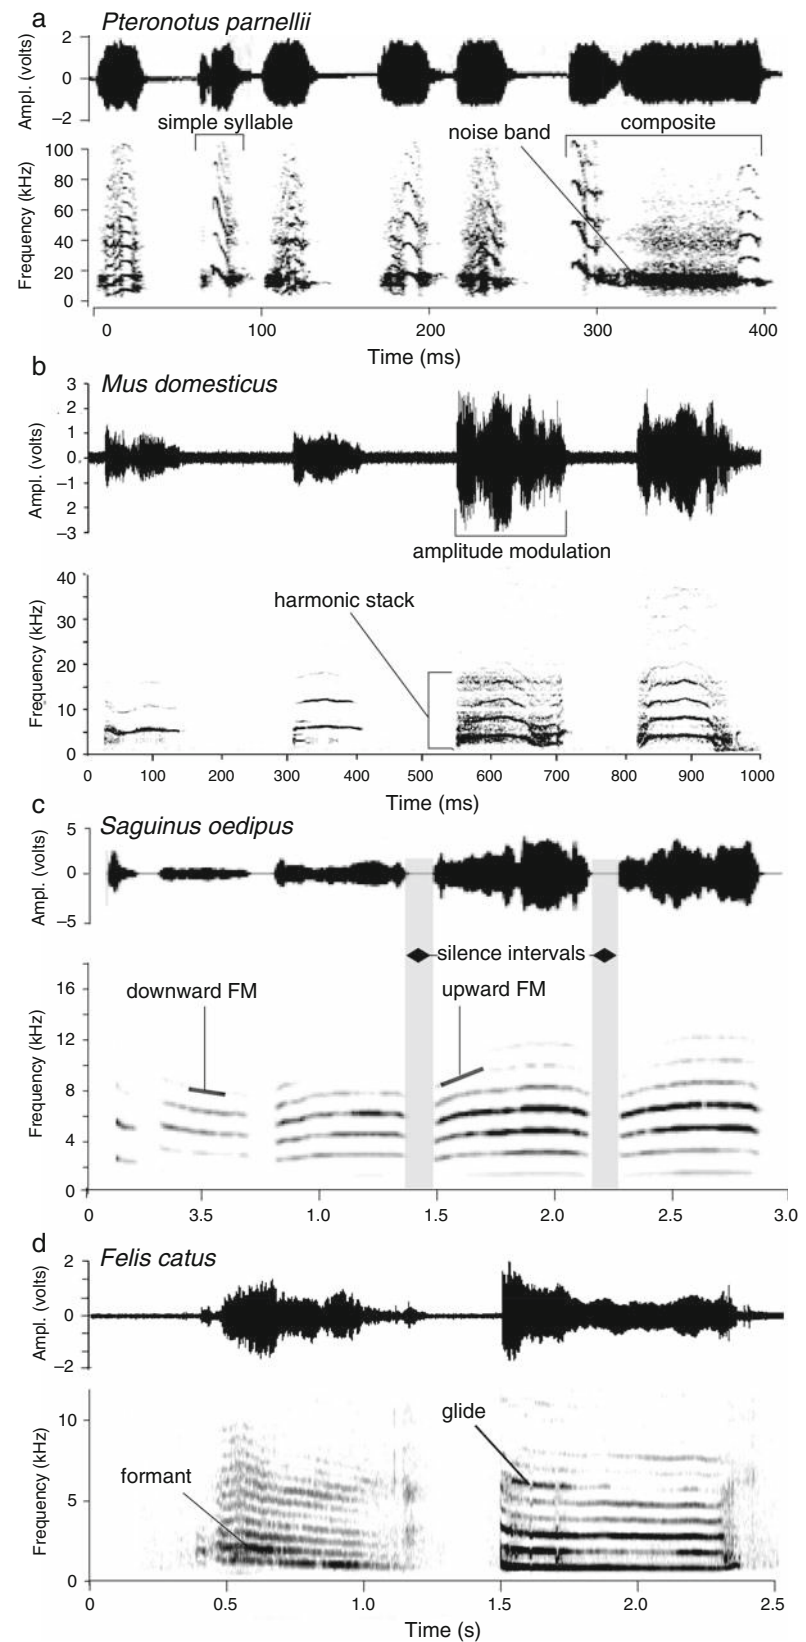 a
Pteronotus parnellii
Ampl. (volts)
2
0
−2
simple syllable
noise band
composite
Frequency (kHz)
100
80
60
40
20
0
0 100 200 300 400
Time (ms)
b
Mus domesticus
Ampl. (volts)
3
2
1
0
−1
2
−3
amplitude modulation
harmonic stack
Frequency (kHz)
40
30
20
10
0
0 100 200 300 400 500 600 700 800 900 1000
Time (ms)
c
Saguinus oedipus
Ampl. (volts)
5
0
−5
silence intervals
downward FM
upward FM
Frequency (kHz)
16
12
8
4
0
0 3.5 1.0 1.5 2.0 2.5 3.0
d
Felis catus
Ampl. (volts)
2
0
−2
glide
formant
Frequency (kHz)
10
5
0
0 0.5 1.0 1.5 2.0 2.5
Time (s)